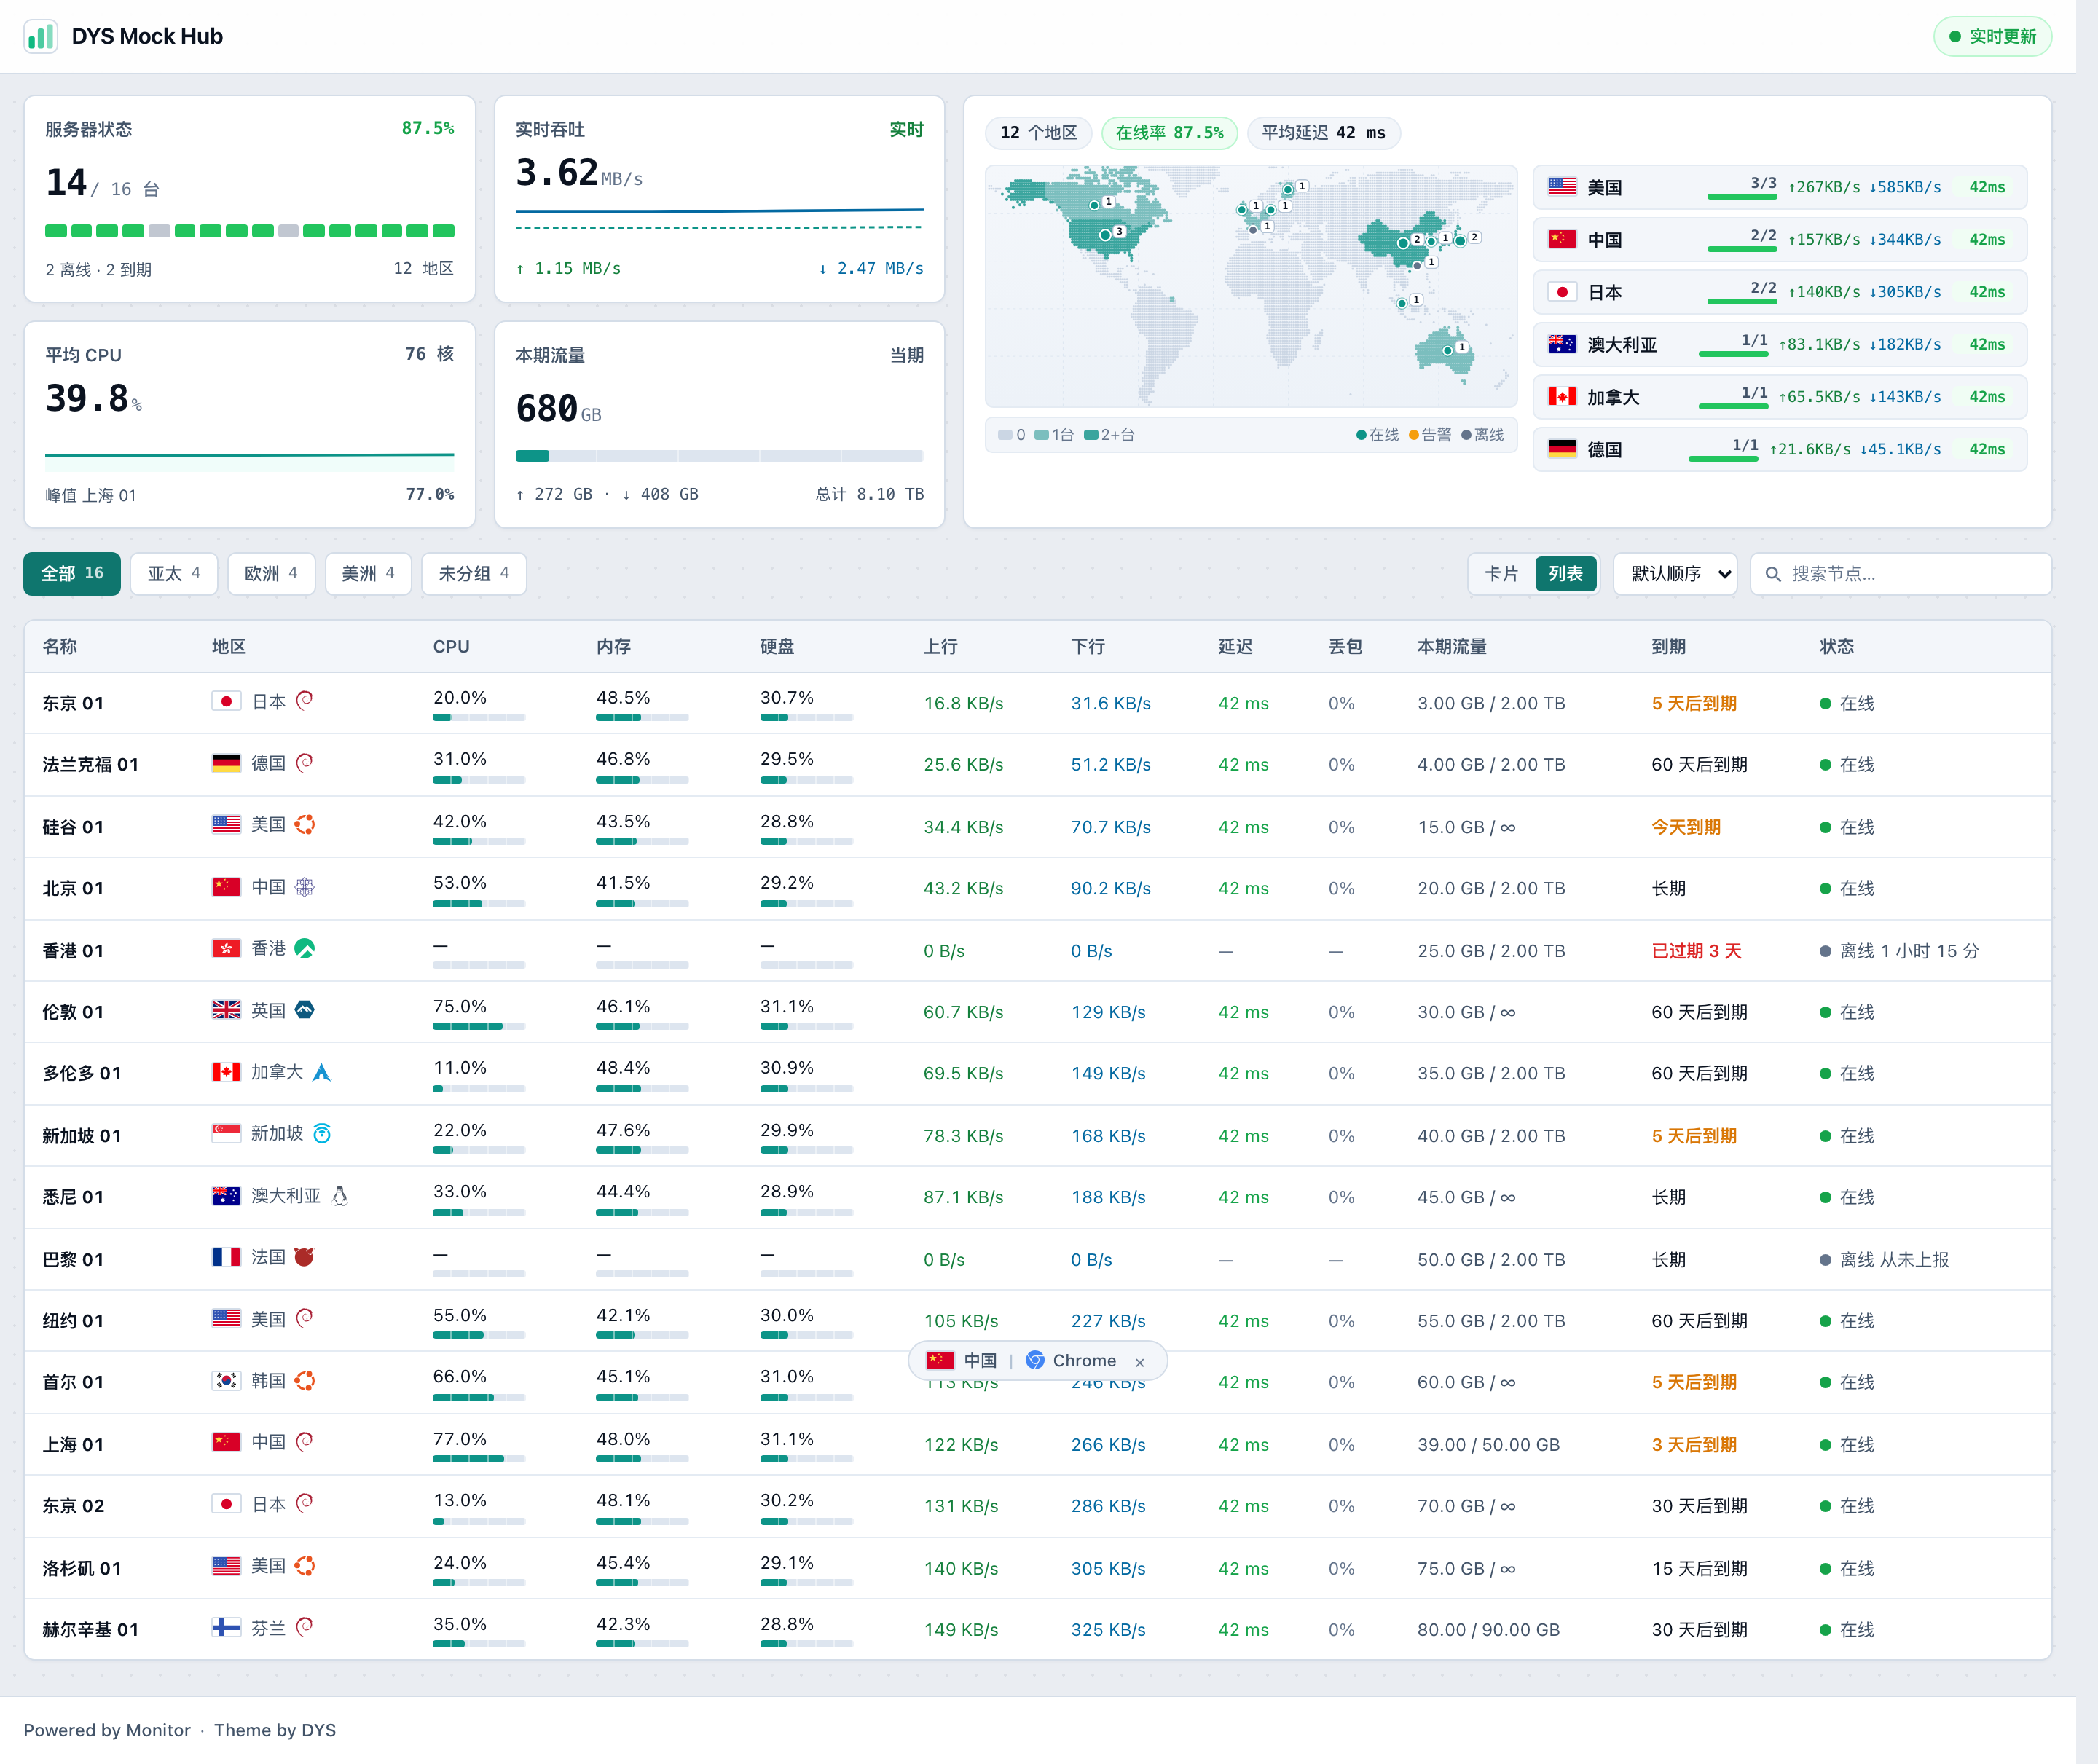 DYS Mock Hub
实时更新
服务器状态 87.5%
14 / 16 台
2 离线 · 2 到期 12 地区
实时吞吐 实时
3.62 MB/s
↑ 1.15 MB/s ↓ 2.47 MB/s
平均 CPU 76 核
39.8 %
峰值 上海 01 77.0%
本期流量 当期
680 GB
↑ 272 GB · ↓ 408 GB 总计 8.10 TB
12 个地区 在线率 87.5% 平均延迟 42 ms
1 1 1 1
3 1
2 1 2
1
1
1
0 1台 2+台 在线 告警 离线
美国 3/3 ↑267KB/s ↓585KB/s 42ms
中国 2/2 ↑157KB/s ↓344KB/s 42ms
日本 2/2 ↑140KB/s ↓305KB/s 42ms
澳大利亚 1/1 ↑83.1KB/s ↓182KB/s 42ms
加拿大 1/1 ↑65.5KB/s ↓143KB/s 42ms
德国 1/1 ↑21.6KB/s ↓45.1KB/s 42ms
全部 16 亚太 4 欧洲 4 美洲 4 未分组 4
卡片 列表 默认顺序 搜索节点...
名称 地区 CPU 内存 硬盘 上行 下行 延迟 丢包 本期流量 到期 状态
东京 01 日本 20.0% 48.5% 30.7% 16.8 KB/s 31.6 KB/s 42 ms 0% 3.00 GB / 2.00 TB 5 天后到期 在线
法兰克福 01 德国 31.0% 46.8% 29.5% 25.6 KB/s 51.2 KB/s 42 ms 0% 4.00 GB / 2.00 TB 60 天后到期 在线
硅谷 01 美国 42.0% 43.5% 28.8% 34.4 KB/s 70.7 KB/s 42 ms 0% 15.0 GB / ∞ 今天到期 在线
北京 01 中国 53.0% 41.5% 29.2% 43.2 KB/s 90.2 KB/s 42 ms 0% 20.0 GB / 2.00 TB 长期 在线
香港 01 香港 — — — 0 B/s 0 B/s — — 25.0 GB / 2.00 TB 已过期 3 天 离线 1 小时 15 分
伦敦 01 英国 75.0% 46.1% 31.1% 60.7 KB/s 129 KB/s 42 ms 0% 30.0 GB / ∞ 60 天后到期 在线
多伦多 01 加拿大 11.0% 48.4% 30.9% 69.5 KB/s 149 KB/s 42 ms 0% 35.0 GB / 2.00 TB 60 天后到期 在线
新加坡 01 新加坡 22.0% 47.6% 29.9% 78.3 KB/s 168 KB/s 42 ms 0% 40.0 GB / 2.00 TB 5 天后到期 在线
悉尼 01 澳大利亚 33.0% 44.4% 28.9% 87.1 KB/s 188 KB/s 42 ms 0% 45.0 GB / ∞ 长期 在线
巴黎 01 法国 — — — 0 B/s 0 B/s — — 50.0 GB / 2.00 TB 长期 离线 从未上报
纽约 01 美国 55.0% 42.1% 30.0% 105 KB/s 227 KB/s 42 ms 0% 55.0 GB / 2.00 TB 60 天后到期 在线
中国 | Chrome ×
首尔 01 韩国 66.0% 45.1% 31.0% 113 KB/s 246 KB/s 42 ms 0% 60.0 GB / ∞ 5 天后到期 在线
上海 01 中国 77.0% 48.0% 31.1% 122 KB/s 266 KB/s 42 ms 0% 39.00 / 50.00 GB 3 天后到期 在线
东京 02 日本 13.0% 48.1% 30.2% 131 KB/s 286 KB/s 42 ms 0% 70.0 GB / ∞ 30 天后到期 在线
洛杉矶 01 美国 24.0% 45.4% 29.1% 140 KB/s 305 KB/s 42 ms 0% 75.0 GB / ∞ 15 天后到期 在线
赫尔辛基 01 芬兰 35.0% 42.3% 28.8% 149 KB/s 325 KB/s 42 ms 0% 80.00 / 90.00 GB 30 天后到期 在线
Powered by Monitor · Theme by DYS